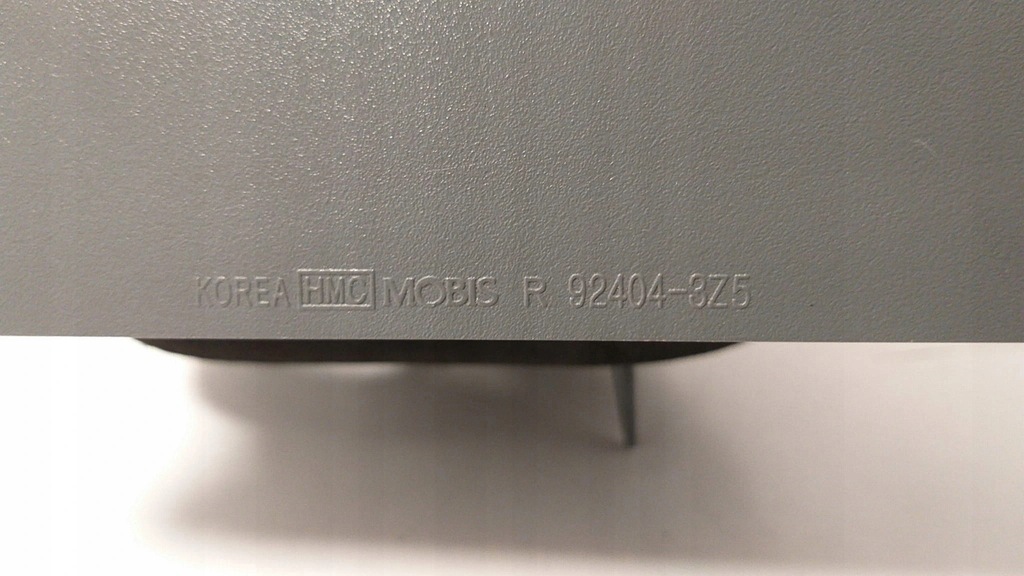 KOREA HMC MOBIS R 92404-3Z5